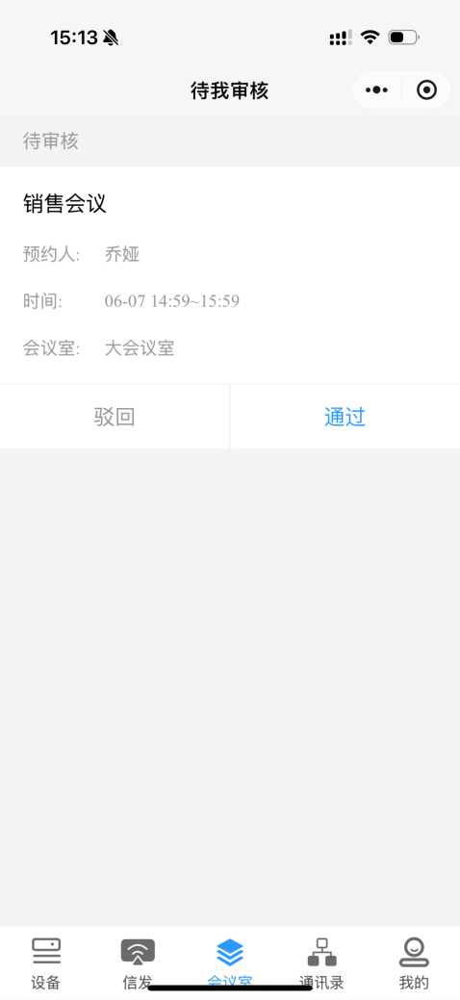 15:13
待我审核
待审核
销售会议
预约人: 乔娅
时间: 06-07 14:59~15:59
会议室: 大会议室
驳回 通过
设备 信发 会议室 通讯录 我的